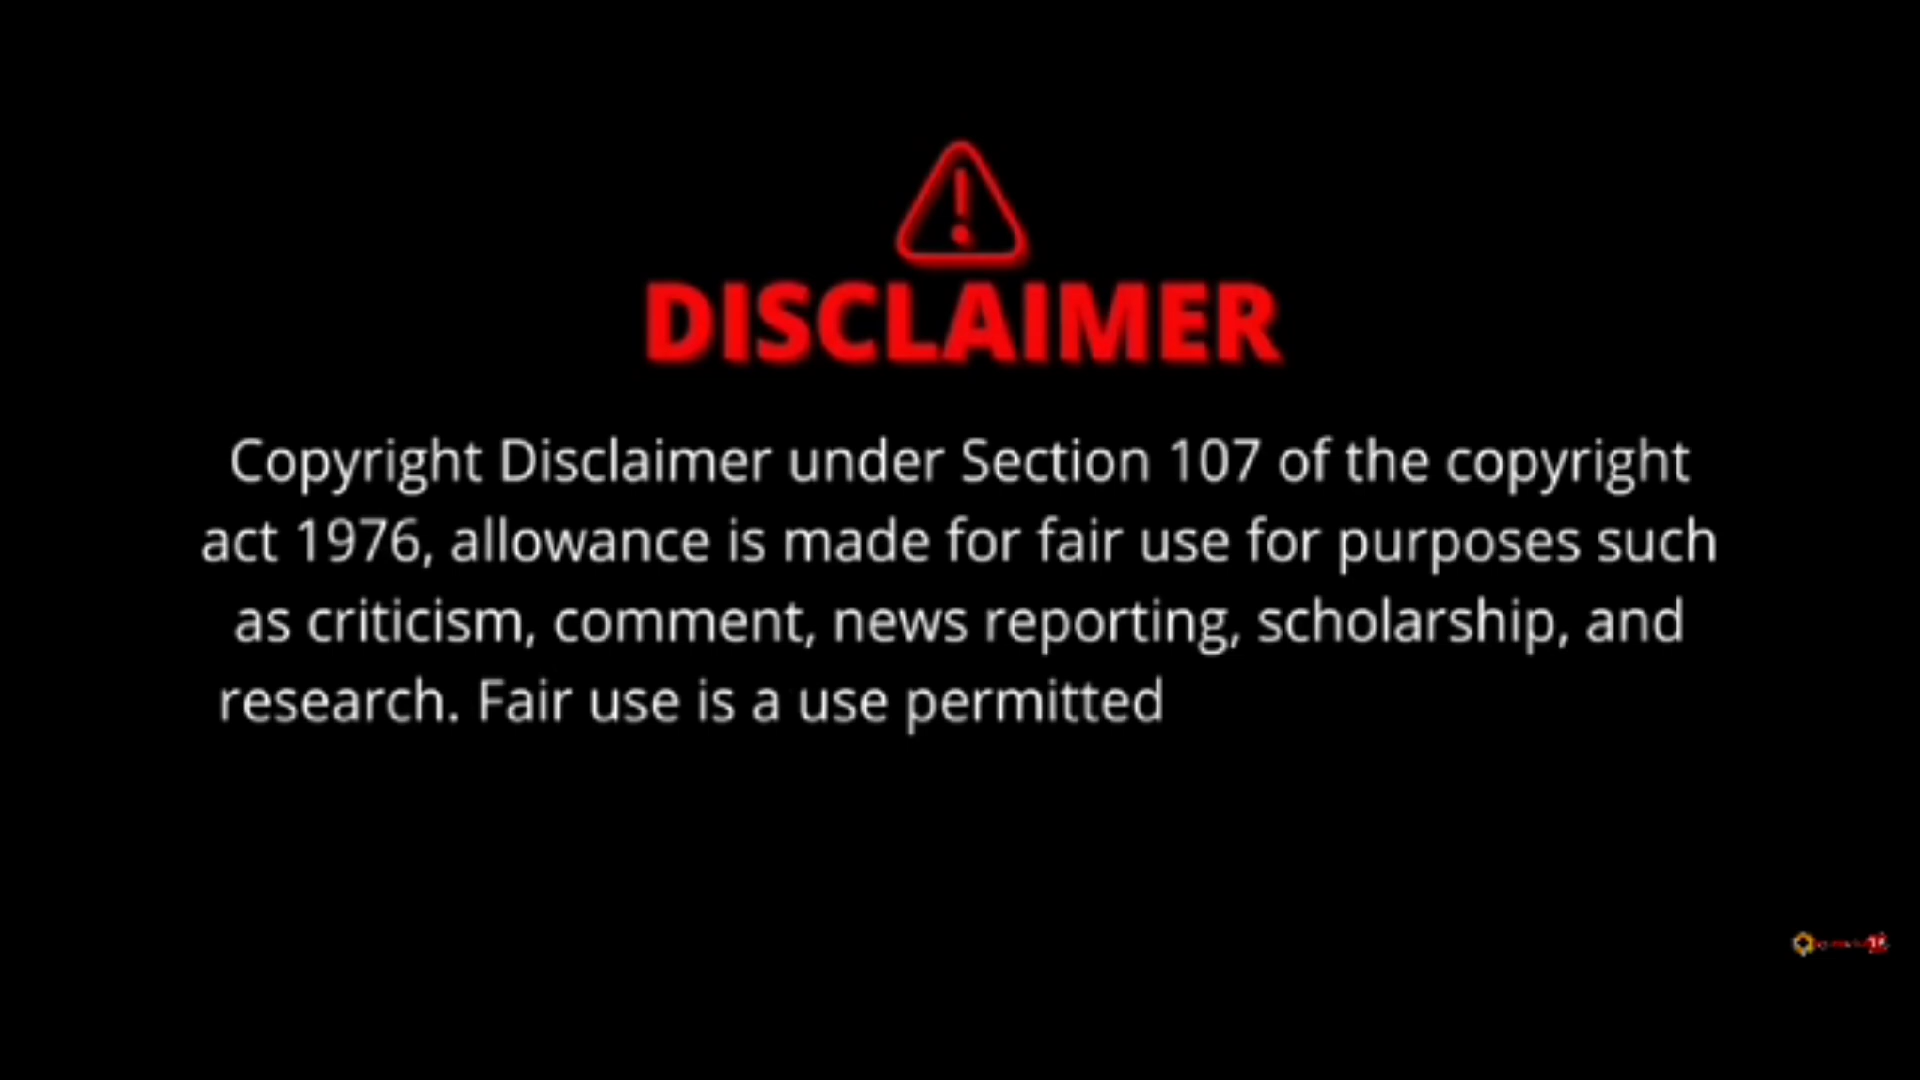 DISCLAIMER
Copyright Disclaimer under Section 107 of the copyright
act 1976, allowance is made for fair use for purposes such
as criticism, comment, news reporting, scholarship, and
research. Fair use is a use permitted